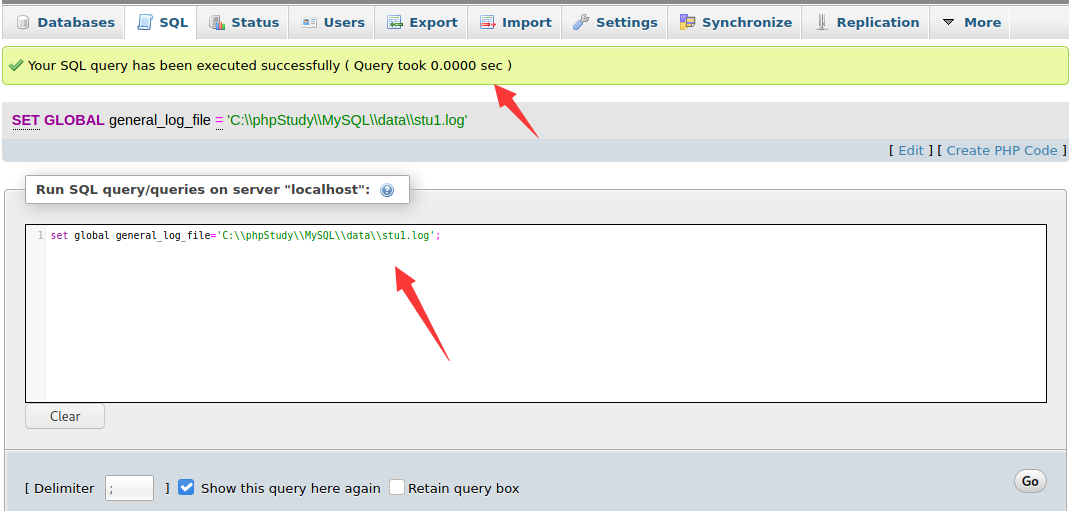 Databases SQL Status Users Export Import Settings Synchronize Replication More
Your SQL query has been executed successfully ( Query took 0.0000 sec )
SET GLOBAL general_log_file = 'C:\\phpStudy\\MySQL\\data\\stu1.log'
[ Edit ] [ Create PHP Code ]
Run SQL query/queries on server "localhost":
1 set global general_log_file='C:\\phpStudy\\MySQL\\data\\stu1.log';
Clear
[ Delimiter ; ] Show this query here again Retain query box Go